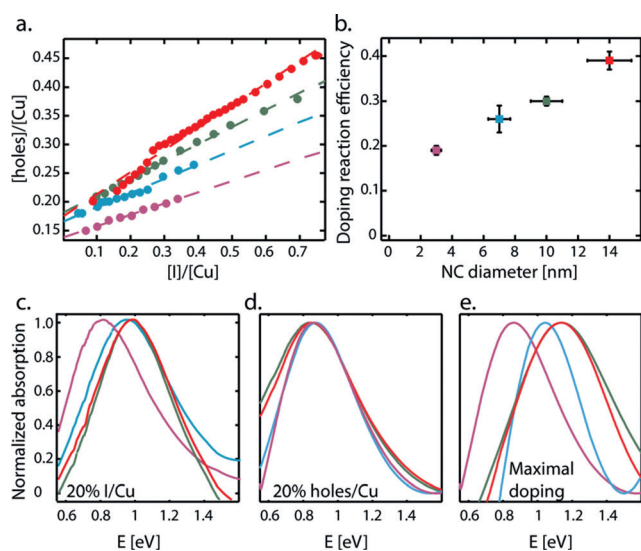 a.
[holes]/[Cu]
0.45
0.40
0.35
0.30
0.25
0.20
0.15
0 0.1 0.2 0.3 0.4 0.5 0.6 0.7
[I]/[Cu]
b.
Doping reaction efficiency
0.4
0.3
0.2
0.1
0
0 2 4 6 8 10 12 14
NC diameter [nm]
c.
Normalized absorption
1.0
0.8
0.6
0.4
0.2
0
20% I/Cu
0.6 0.8 1 1.2 1.4
E [eV]
d.
20% holes/Cu
0.6 0.8 1 1.2 1.4
E [eV]
e.
Maximal
doping
0.6 0.8 1 1.2 1.4
E [eV]